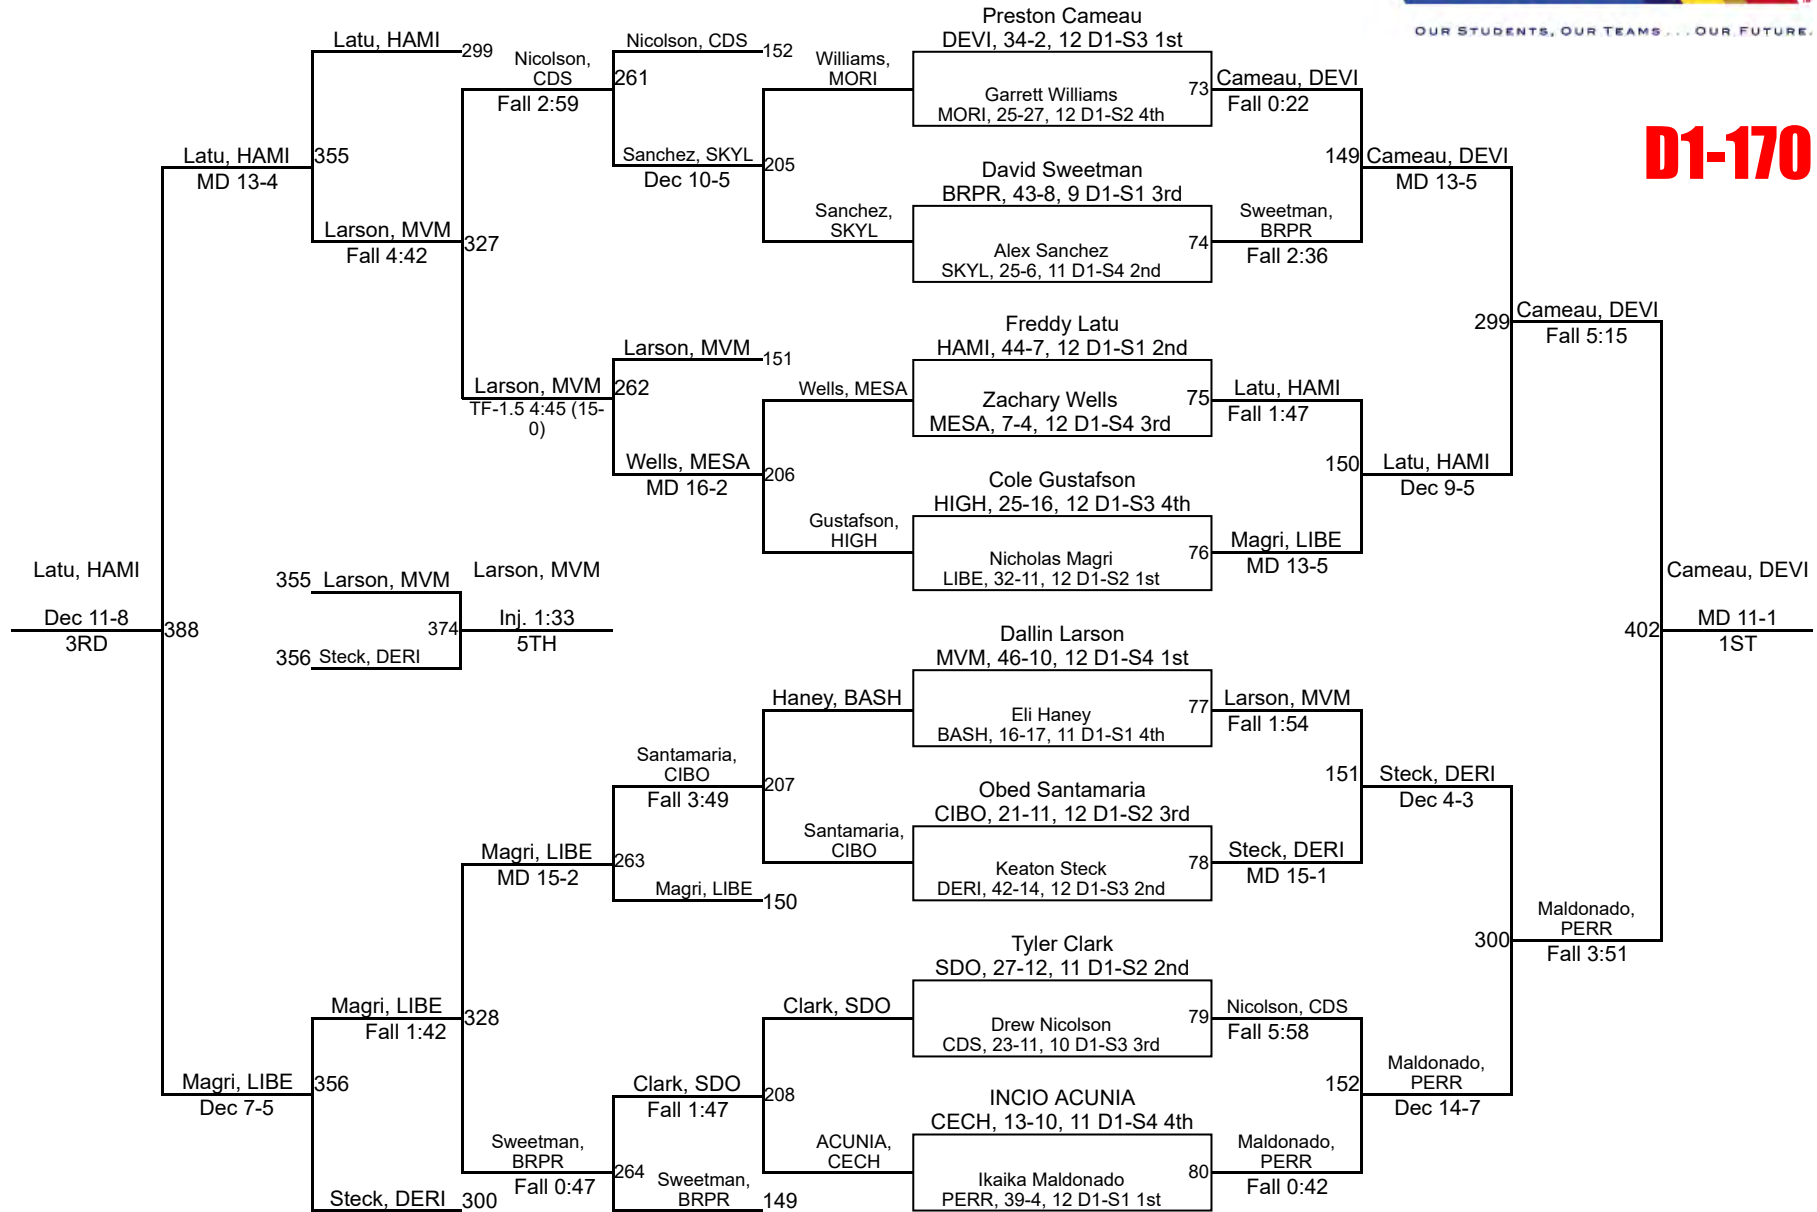 OUR STUDENTS, OUR TEAMS . . . OUR FUTURE.
D1-170
Preston Cameau
DEVI, 34-2, 12 D1-S3 1st
Garrett Williams
MORI, 25-27, 12 D1-S2 4th
73
David Sweetman
BRPR, 43-8, 9 D1-S1 3rd
Alex Sanchez
SKYL, 25-6, 11 D1-S4 2nd
74
Freddy Latu
HAMI, 44-7, 12 D1-S1 2nd
Zachary Wells
MESA, 7-4, 12 D1-S4 3rd
75
Cole Gustafson
HIGH, 25-16, 12 D1-S3 4th
Nicholas Magri
LIBE, 32-11, 12 D1-S2 1st
76
Dallin Larson
MVM, 46-10, 12 D1-S4 1st
Eli Haney
BASH, 16-17, 11 D1-S1 4th
77
Obed Santamaria
CIBO, 21-11, 12 D1-S2 3rd
Keaton Steck
DERI, 42-14, 12 D1-S3 2nd
78
Tyler Clark
SDO, 27-12, 11 D1-S2 2nd
Drew Nicolson
CDS, 23-11, 10 D1-S3 3rd
79
INCIO ACUNIA
CECH, 13-10, 11 D1-S4 4th
Ikaika Maldonado
PERR, 39-4, 12 D1-S1 1st
80
Cameau, DEVI
Fall 0:22
149
Sweetman,
BRPR
Fall 2:36
Latu, HAMI
Fall 1:47
150
Magri, LIBE
MD 13-5
Larson, MVM
Fall 1:54
151
Steck, DERI
MD 15-1
Nicolson, CDS
Fall 5:58
152
Maldonado,
PERR
Fall 0:42
Cameau, DEVI
MD 13-5
299
Latu, HAMI
Dec 9-5
Steck, DERI
Dec 4-3
300
Maldonado,
PERR
Dec 14-7
Cameau, DEVI
Fall 5:15
402
Maldonado,
PERR
Fall 3:51
Cameau, DEVI
MD 11-1
1ST
Williams,
MORI
205
Sanchez,
SKYL
Wells, MESA
206
Gustafson,
HIGH
Haney, BASH
207
Santamaria,
CIBO
Clark, SDO
208
ACUNIA,
CECH
Nicolson, CDS
152
261
Sanchez, SKYL
Dec 10-5
Larson, MVM
151
262
Wells, MESA
MD 16-2
Santamaria,
CIBO
Fall 3:49
263
Magri, LIBE
150
Clark, SDO
Fall 1:47
264
Sweetman,
BRPR
149
Nicolson,
CDS
Fall 2:59
327
Larson, MVM
TF-1.5 4:45 (15-
0)
Magri, LIBE
MD 15-2
328
Sweetman,
BRPR
Fall 0:47
Latu, HAMI
299
355
Larson, MVM
Fall 4:42
Magri, LIBE
Fall 1:42
356
Steck, DERI
300
Latu, HAMI
MD 13-4
388
Magri, LIBE
Dec 7-5
Latu, HAMI
Dec 11-8
3RD
355
Larson, MVM
374
356
Steck, DERI
Larson, MVM
Inj. 1:33
5TH